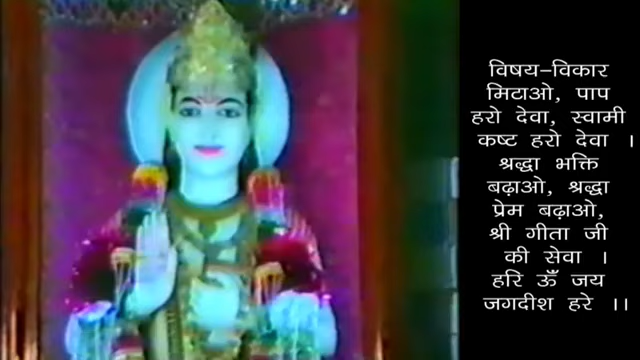 विषय-विकार
मिटाओ, पाप
हरो देवा, स्वामी
कष्ट हरो देवा ।
श्रद्धा भक्ति
बढ़ाओ, श्रद्धा
प्रेम बढ़ाओ,
श्री गीता जी
की सेवा ।
हरि ऊँ जय
जगदीश हरे ।।